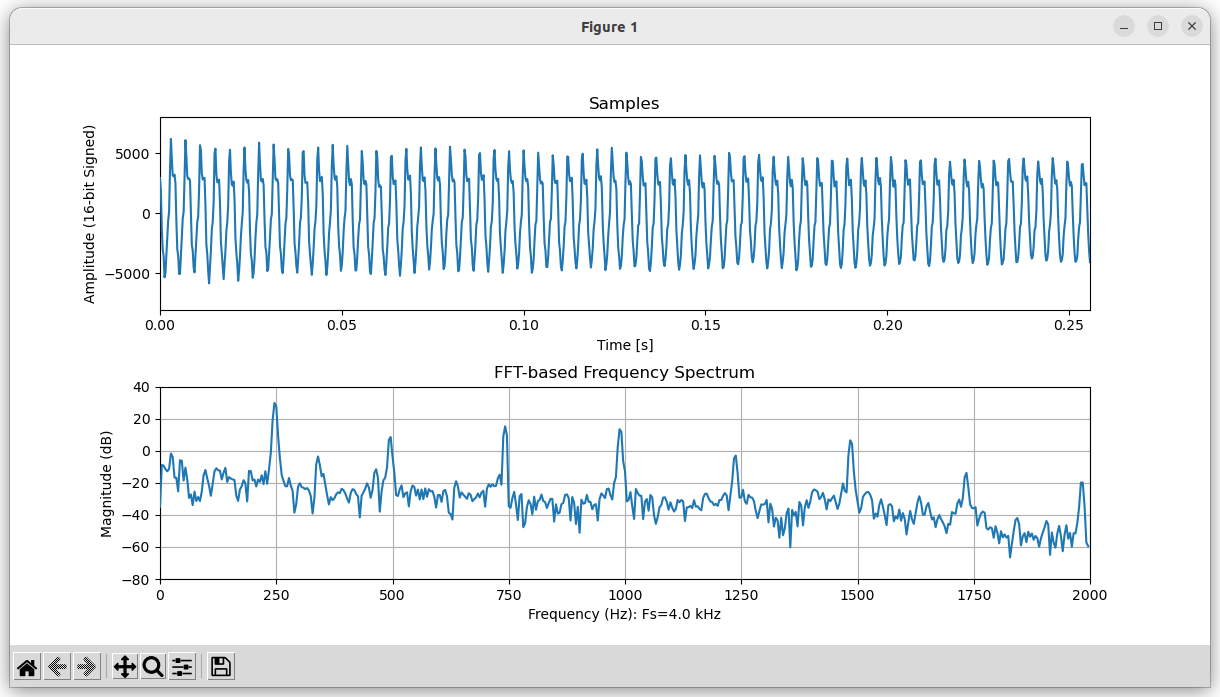 Figure 1
Samples
Amplitude (16-bit Signed)
5000
0
−5000
0.00 0.05 0.10 0.15 0.20 0.25
Time [s]
FFT-based Frequency Spectrum
Magnitude (dB)
40
20
0
−20
−40
−60
−80
0 250 500 750 1000 1250 1500 1750 2000
Frequency (Hz): Fs=4.0 kHz